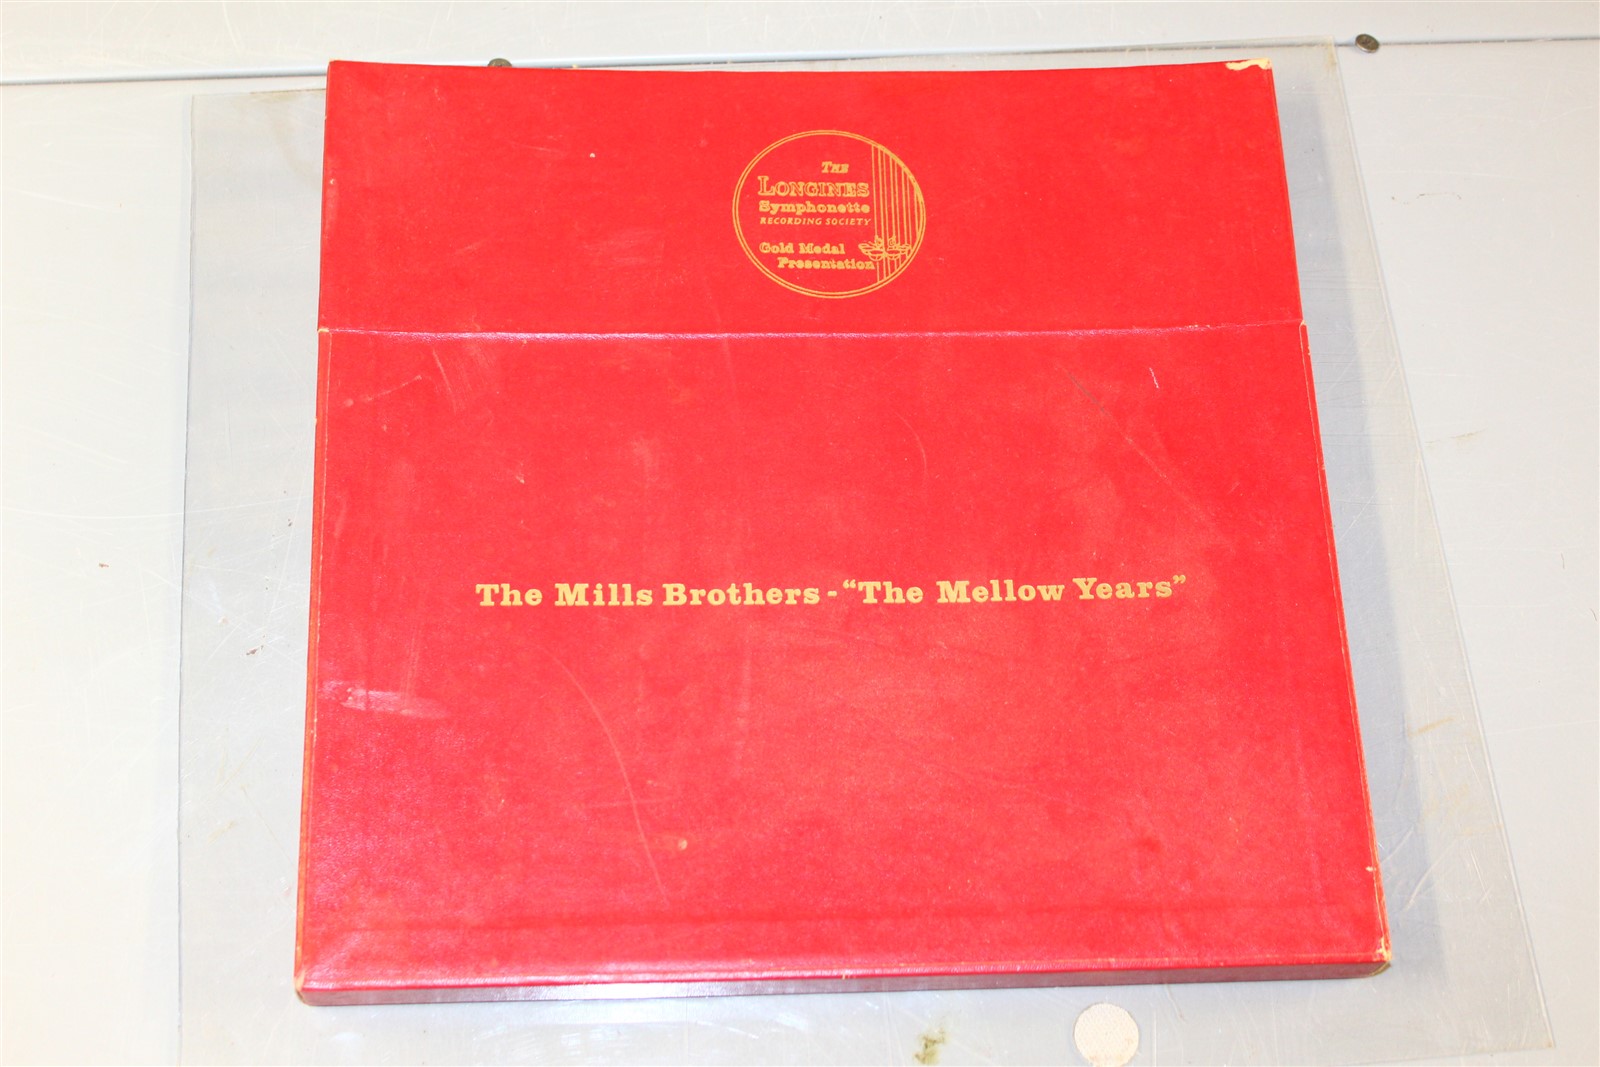 The
Longines
Symphonette
RECORDING SOCIETY
Gold Medal
Presentation
The Mills Brothers - “The Mellow Years”